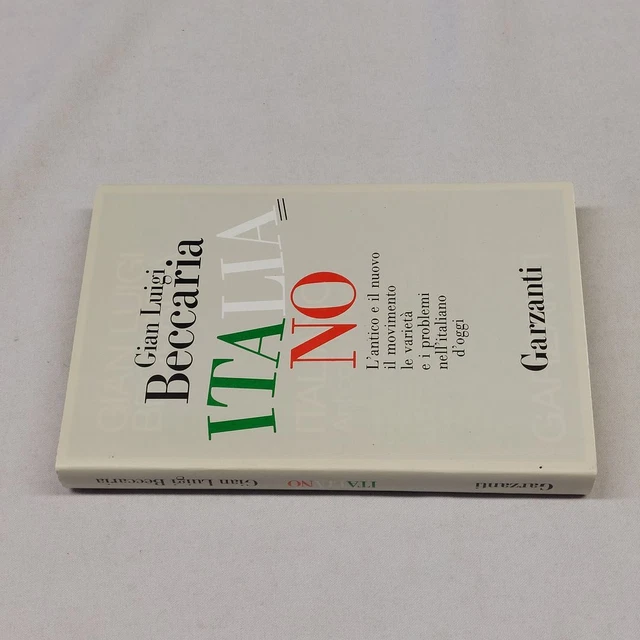 Gian Luigi
Beccaria
ITALIA=
NO
L'antico e il nuovo
il movimento
le varietà
e i problemi
nell'italiano
d'oggi
Garzanti
Gian Luigi Beccaria
ITALIANO
Garzanti